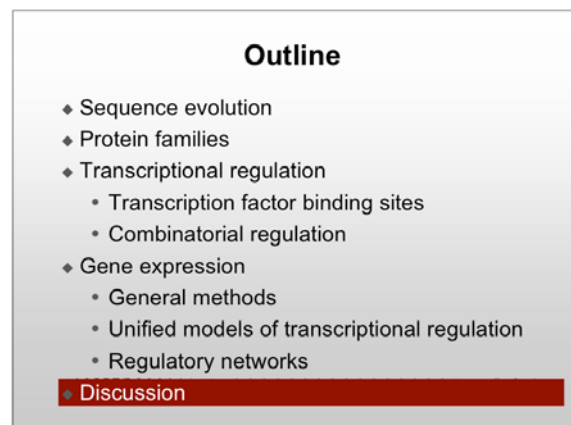 Outline
Sequence evolution
Protein families
Transcriptional regulation
Transcription factor binding sites
Combinatorial regulation
Gene expression
General methods
Unified models of transcriptional regulation
Regulatory networks
Discussion